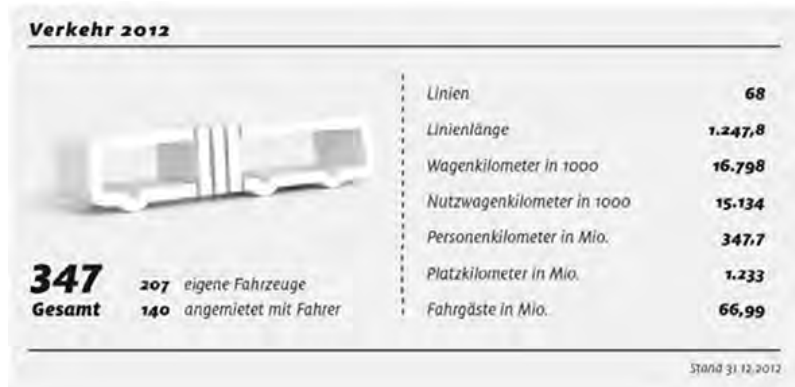 Verkehr 2012
Linien 68
Linienlänge 1.247,8
Wagenkilometer in 1000 16.798
Nutzwagenkilometer in 1000 15.134
Personenkilometer in Mio. 347,7
Platzkilometer in Mio. 1.233
Fahrgäste in Mio. 66,99
347
Gesamt
207 eigene Fahrzeuge
140 angemietet mit Fahrer
Stand 31.12.2012